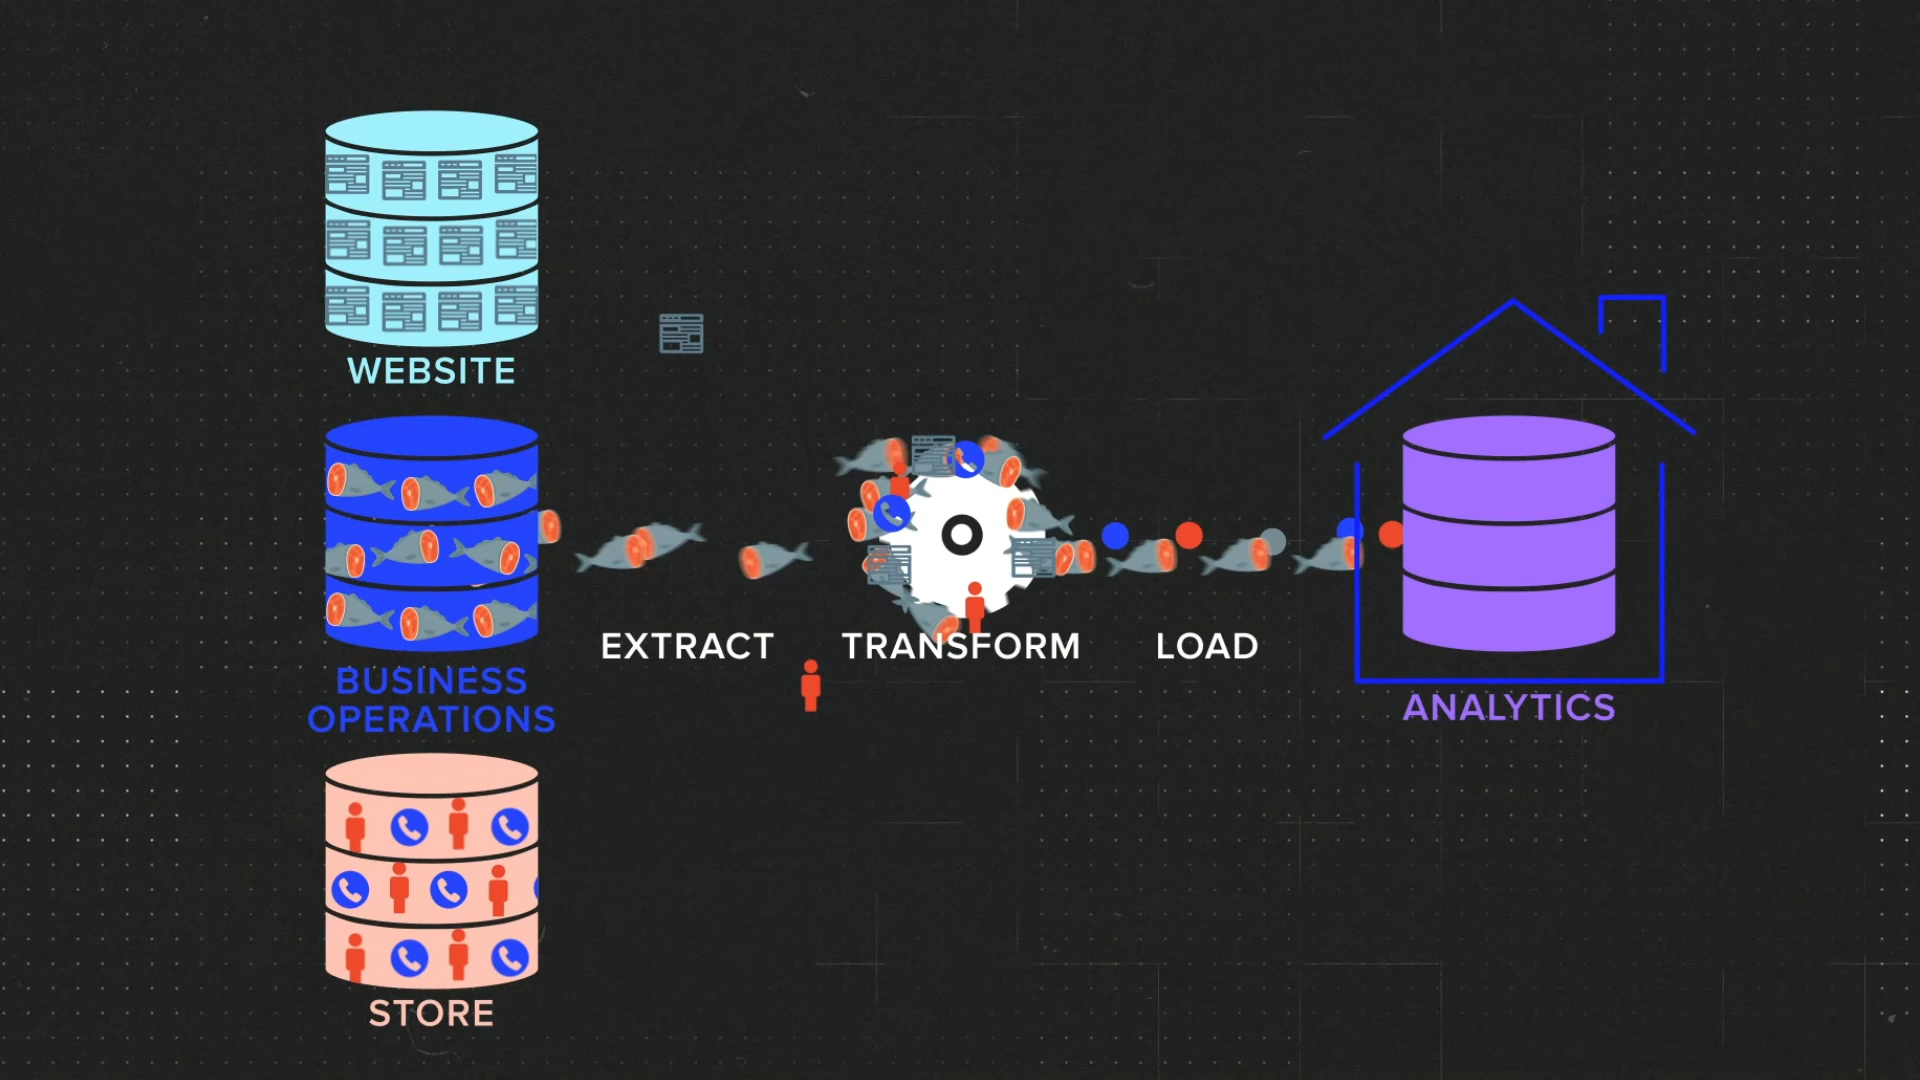 WEBSITE
BUSINESS
OPERATIONS
EXTRACT
TRANSFORM
LOAD
ANALYTICS
STORE